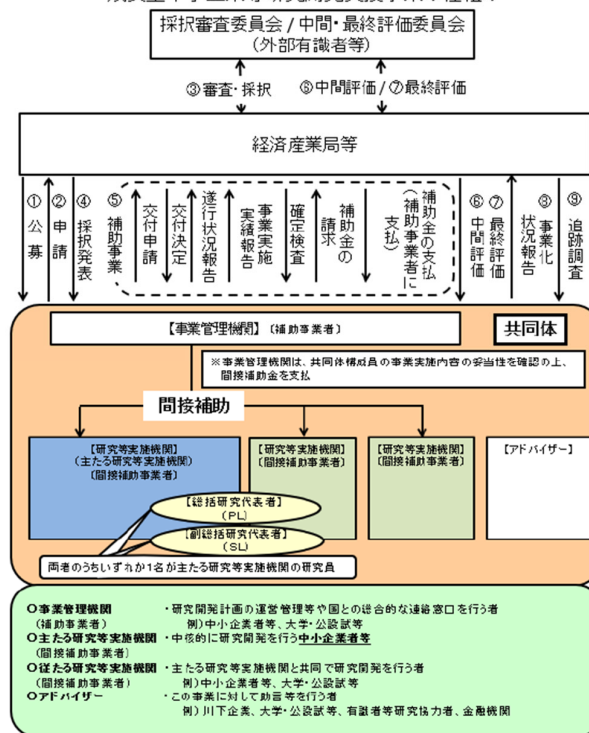 採択審査委員会/中間・最終評価委員会
(外部有識者等)
③審査・採択
⑥中間評価/⑦最終評価
経済産業局等
①公募
②申請
④採択発表
⑤補助事業
交付申請
交付決定
遂行状況報告
事業実施
実績報告
確定検査
補助金の
請求
補助金の支払
(補助事業者に
支払)
⑥中間評価
⑦最終評価
⑧事業化
状況報告
⑨追跡調査
【事業管理機関】(補助事業者)
共同体
※事業管理機関は、共同体構成員の事業実施内容の妥当性を確認の上、
間接補助金を支払
間接補助
【研究等実施機関】
(主たる研究等実施機関)
(間接補助事業者)
【研究等実施機関】
(間接補助事業者)
【研究等実施機関】
(間接補助事業者)
【アドバイザー】
【総括研究代表者】
(PL)
【副総括研究代表者】
(SL)
両者のうちいずれか1名が主たる研究等実施機関の研究員
○事業管理機関 ・研究開発計画の運営管理等や国との総合的な連絡窓口を行う者
(補助事業者) 例)中小企業者等、大学・公設試等
○主たる研究等実施機関 ・中核的に研究開発を行う中小企業者等
(間接補助事業者)
○従たる研究等実施機関 ・主たる研究等実施機関と共同で研究開発を行う者
(間接補助事業者) 例)中小企業者等、大学・公設試等
○アドバイザー ・この事業に対して助言等を行う者
例)川下企業、大学・公設試等、有識者等研究協力者、金融機関